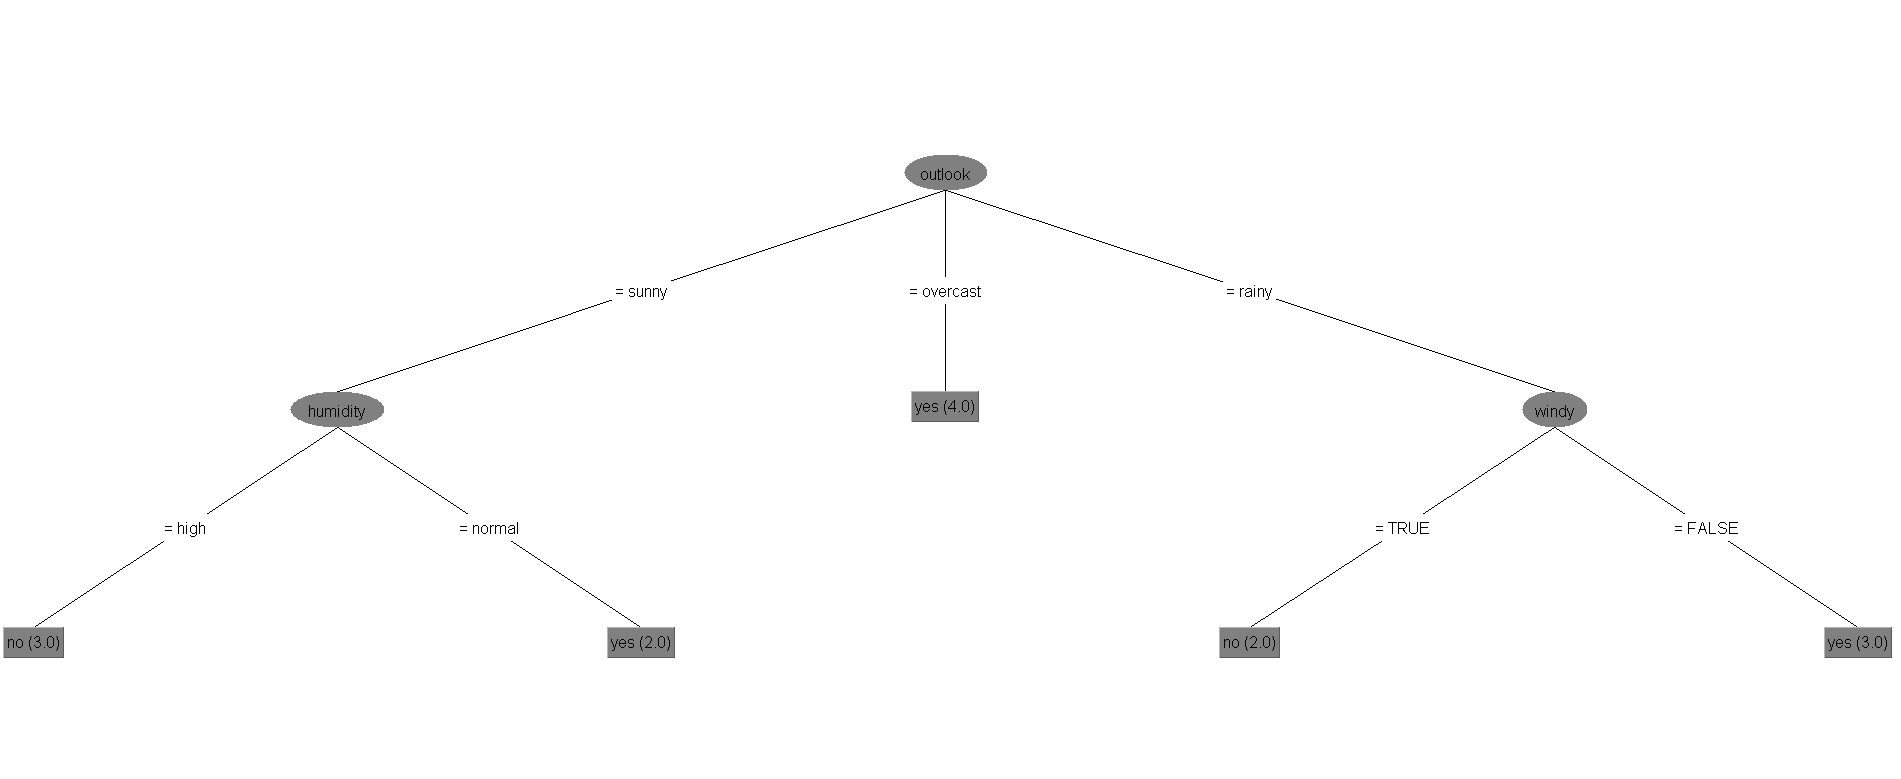 outlook
= sunny
= overcast
= rainy
humidity
yes (4.0)
windy
= high
= normal
= TRUE
= FALSE
no (3.0)
yes (2.0)
no (2.0)
yes (3.0)